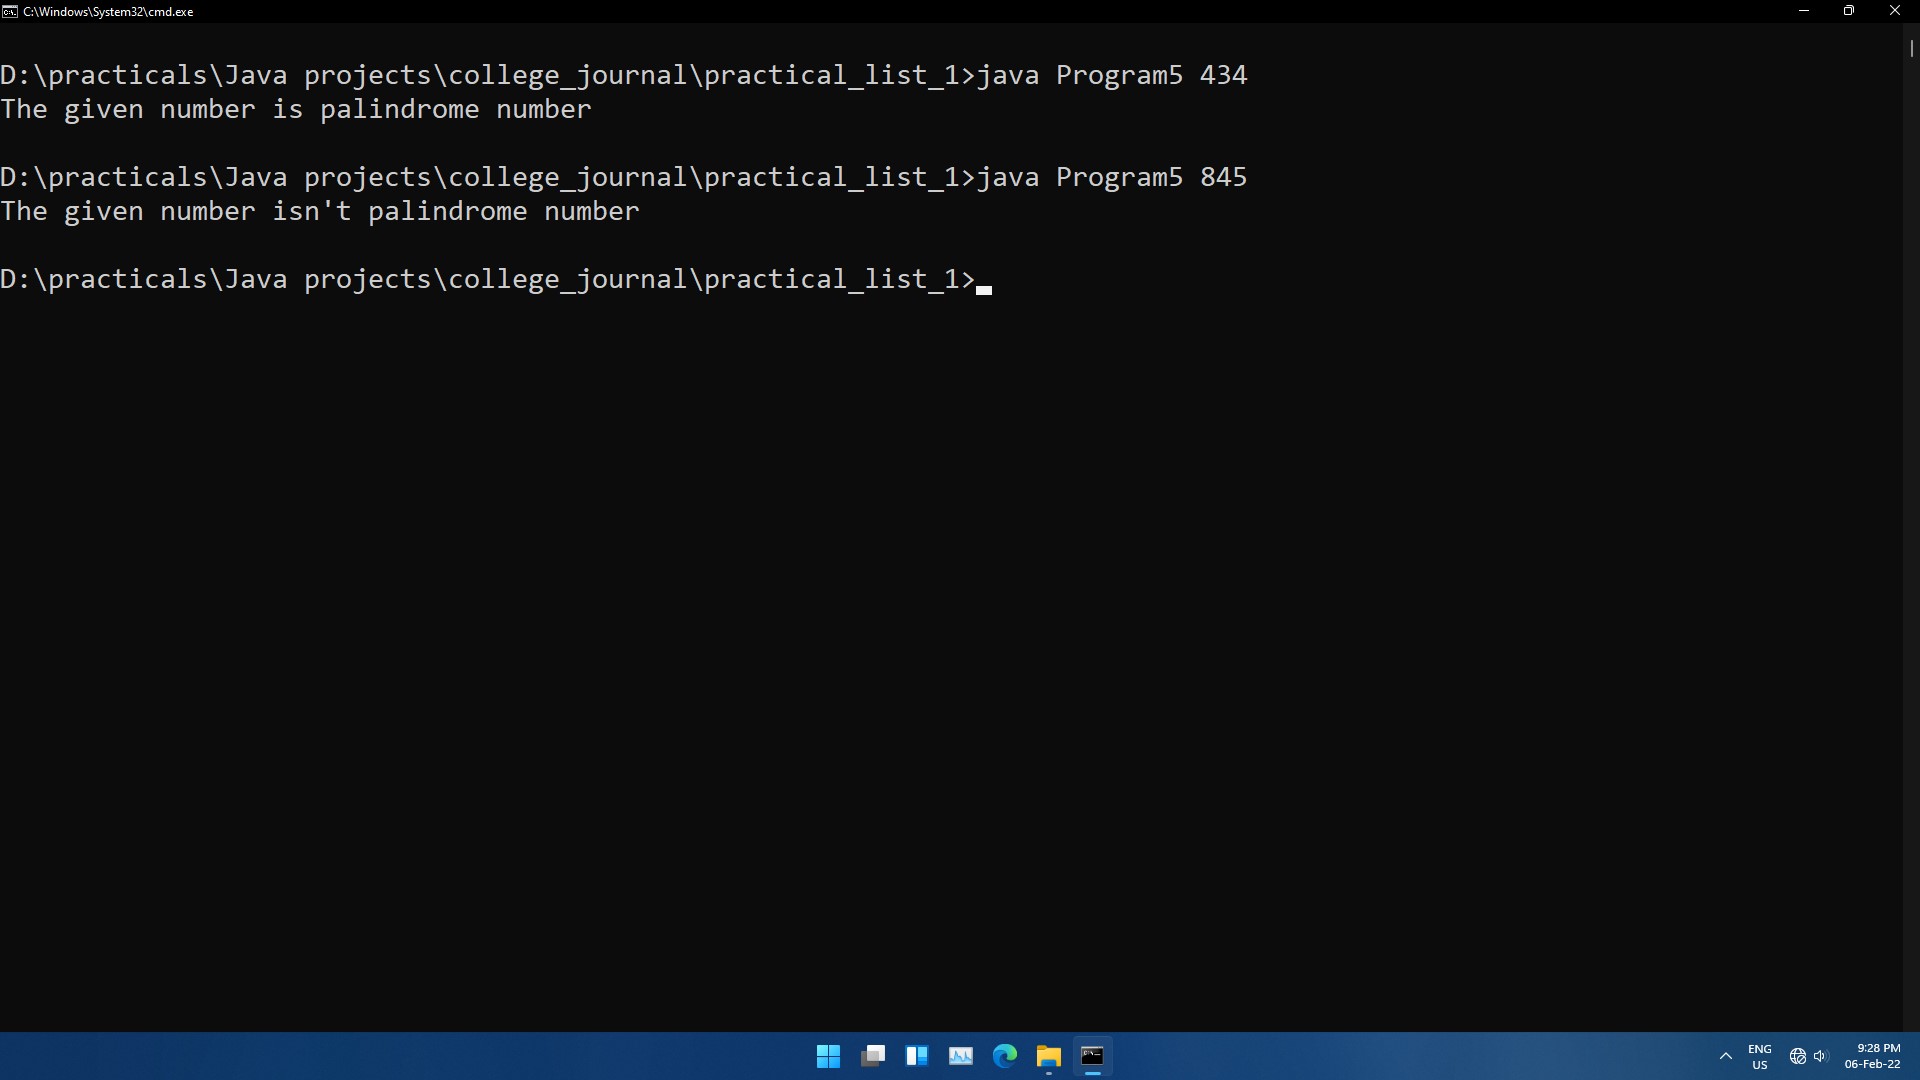 C:\Windows\System32\cmd.exe
D:\practicals\Java projects\college_journal\practical_list_1>java Program5 434
The given number is palindrome number
D:\practicals\Java projects\college_journal\practical_list_1>java Program5 845
The given number isn't palindrome number
D:\practicals\Java projects\college_journal\practical_list_1>
ENG
US
9:28 PM
06-Feb-22